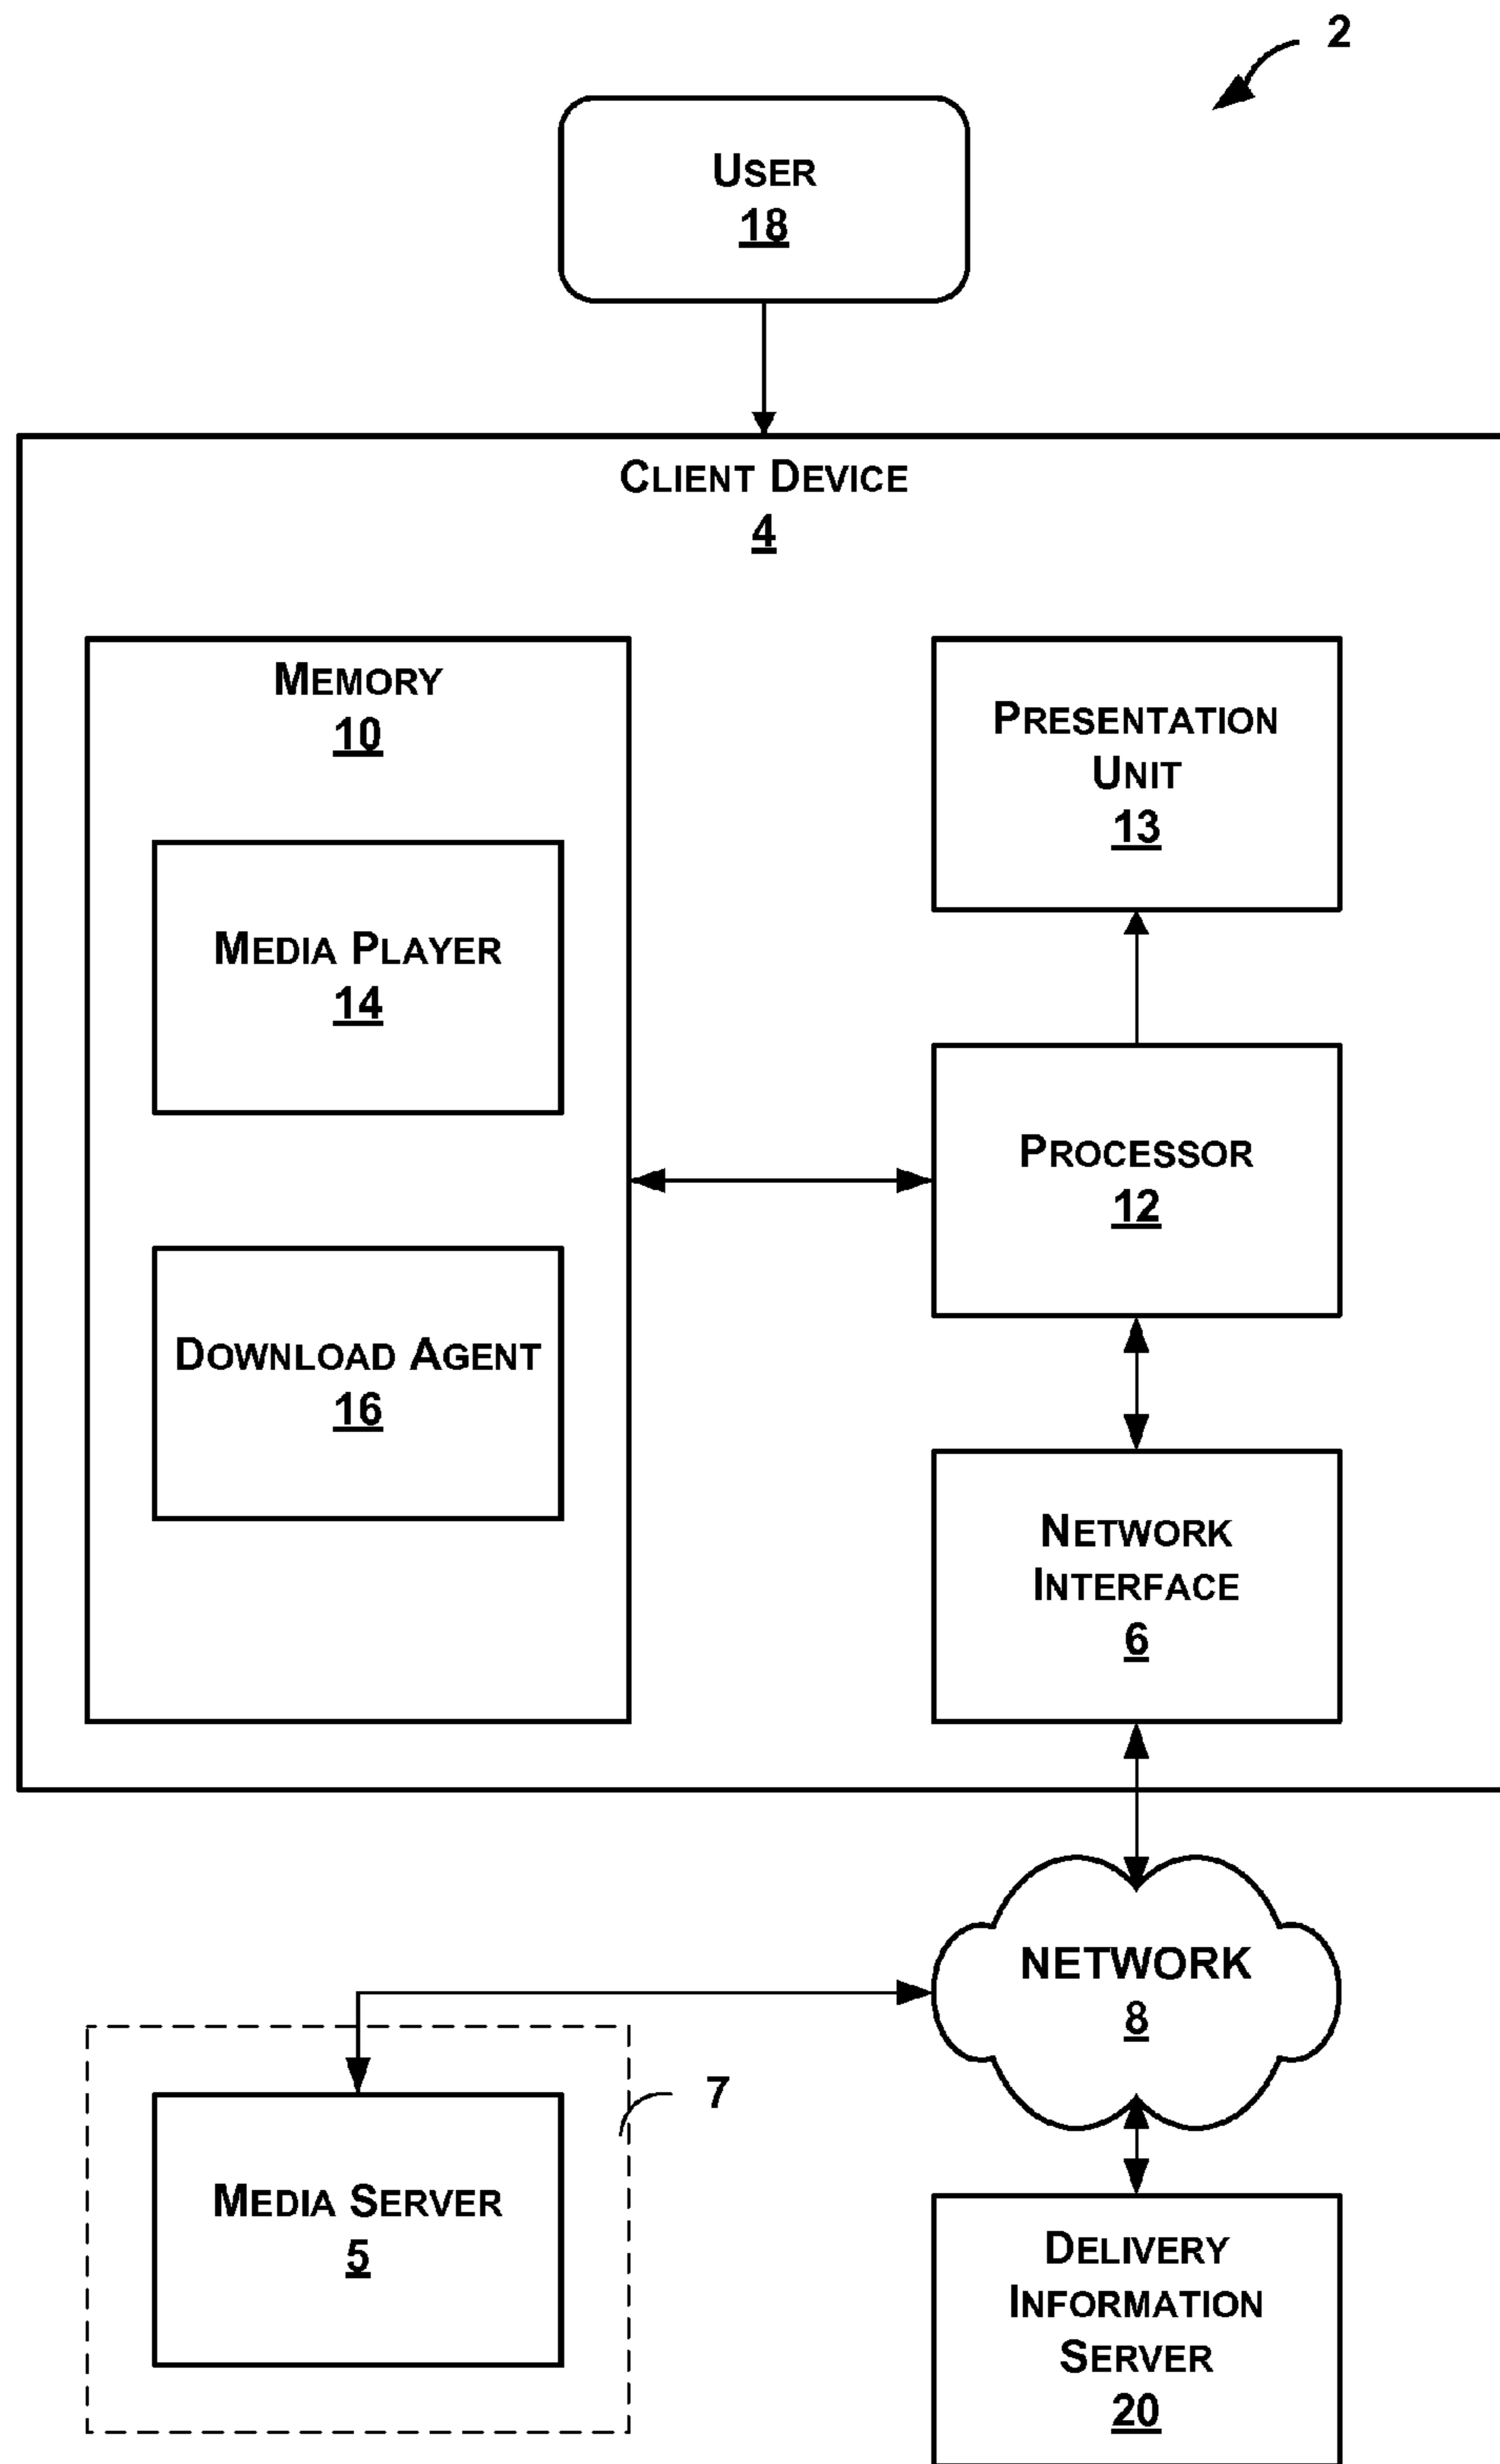 2
USER
18
CLIENT DEVICE
4
MEMORY
10
PRESENTATION
UNIT
13
MEDIA PLAYER
14
PROCESSOR
12
DOWNLOAD AGENT
16
NETWORK
INTERFACE
6
NETWORK
8
7
MEDIA SERVER
5
DELIVERY
INFORMATION
SERVER
20